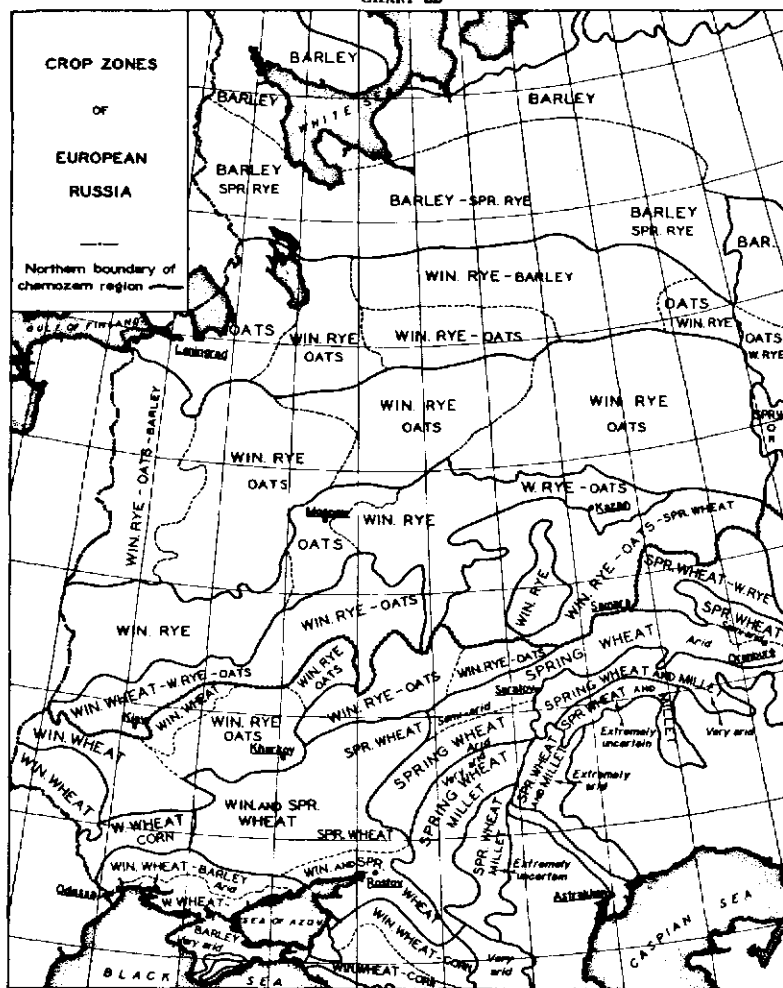 CROP ZONES
OF
EUROPEAN
RUSSIA
Northern boundary of
chernozem region
BARLEY
BARLEY
WHITE SEA
BARLEY
BARLEY
SPR. RYE
BARLEY - SPR. RYE
BARLEY
SPR. RYE
BAR.
WIN. RYE - BARLEY
OATS
WIN. RYE
GULF OF FINLAND
OATS
Leningrad
WIN. RYE
OATS
WIN. RYE - OATS
OATS
W. RYE
WIN. RYE - OATS - BARLEY
WIN. RYE
OATS
WIN. RYE
OATS
WIN. RYE
OATS
W. RYE - OATS
Kazan
Moscow
WIN. RYE
OATS
WIN. RYE
WIN. RYE - OATS - SPR. WHEAT
SPR. WHEAT - W. RYE
SPR. WHEAT
Semi-arid
Samara
Arid
Orenburg
WIN. RYE
WIN. RYE - OATS
WIN. RYE
OATS
WIN. RYE - OATS
SPRING WHEAT
WIN. WHEAT - W. RYE - OATS
WIN. WHEAT
Kiev
WIN. RYE
OATS
Kharkov
WIN. RYE - OATS
Saratov
SPRING WHEAT AND MILLET
SPR. WHEAT AND
MILLET
Very arid
Extremely
uncertain
SPR. WHEAT
Semi-arid
SPRING WHEAT
Arid
Very arid
SPRING WHEAT
MILLET
SPR. WHEAT
AND MILLET
Extremely
arid
WIN. WHEAT
WIN. WHEAT
W. WHEAT
CORN
WIN. AND SPR.
WHEAT
SPR. WHEAT
SPR. WHEAT
MILLET
Extremely
uncertain
WIN. WHEAT - BARLEY
Arid
WIN. AND SPR.
WHEAT
Rostov
Odessa
W. WHEAT
SEA OF AZOV
Astrakhan
BARLEY
Very arid
WIN. WHEAT - CORN
Very
arid
WIN. WHEAT - CORN
BLACK SEA
CASPIAN SEA